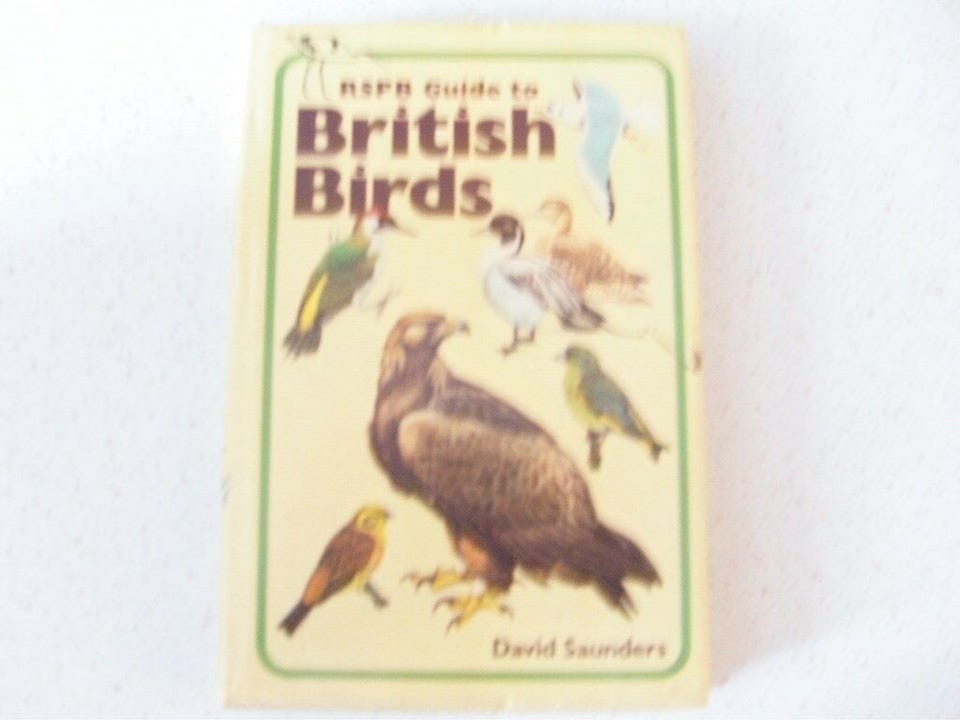 RSPB Guide to
British
Birds
David Saunders